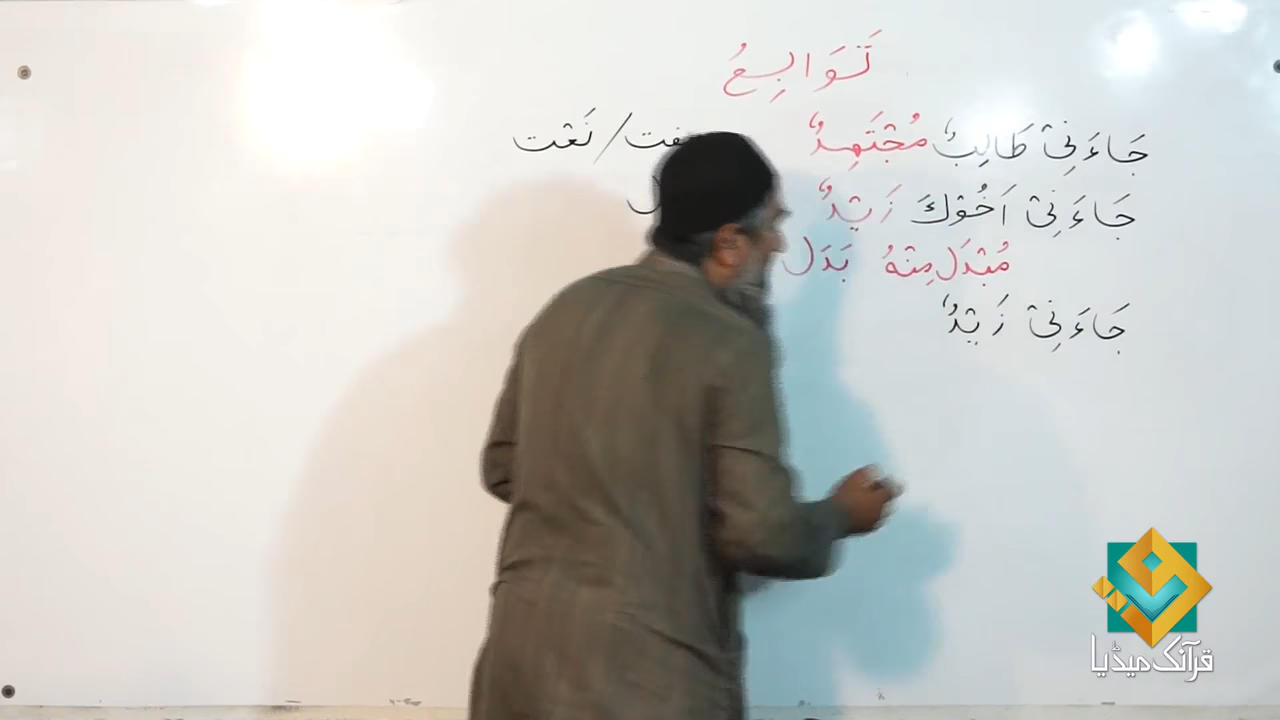 تَوَابِعُ
جَاءَنِیْ طَالِبٌ مُجْتَهِدٌ نَعْت
جَاءَنِیْ اَخُوْكَ زَیْدٌ
مُبْدَل مِنْهُ بَدَل
جَاءَنِیْ زَیْدٌ
قرآنک میڈیا